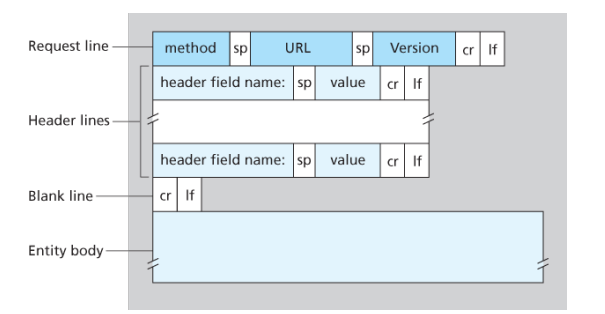 Request line method sp URL sp Version cr lf
header field name: sp value cr lf
Header lines
header field name: sp value cr lf
Blank line cr lf
Entity body